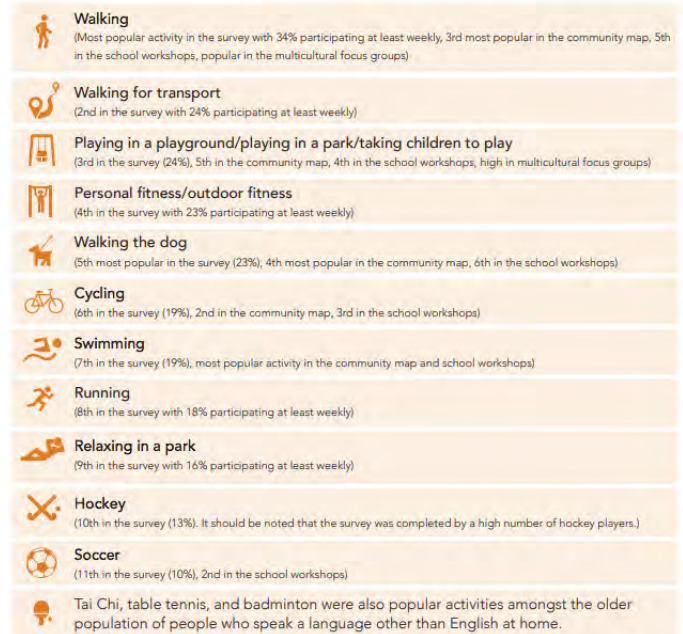 Walking
(Most popular activity in the survey with 34% participating at least weekly, 3rd most popular in the community map, 5th
in the school workshops, popular in the multicultural focus groups)
Walking for transport
(2nd in the survey with 24% participating at least weekly)
Playing in a playground/playing in a park/taking children to play
(3rd in the survey (24%), 5th in the community map, 4th in the school workshops, high in multicultural focus groups)
Personal fitness/outdoor fitness
(4th in the survey with 23% participating at least weekly)
Walking the dog
(5th most popular in the survey (23%), 4th most popular in the community map, 6th in the school workshops)
Cycling
(6th in the survey (19%), 2nd in the community map, 3rd in the school workshops)
Swimming
(7th in the survey (19%), most popular activity in the community map and school workshops)
Running
(8th in the survey with 18% participating at least weekly)
Relaxing in a park
(9th in the survey with 16% participating at least weekly)
Hockey
(10th in the survey (13%). It should be noted that the survey was completed by a high number of hockey players.)
Soccer
(11th in the survey (10%), 2nd in the school workshops)
Tai Chi, table tennis, and badminton were also popular activities amongst the older
population of people who speak a language other than English at home.